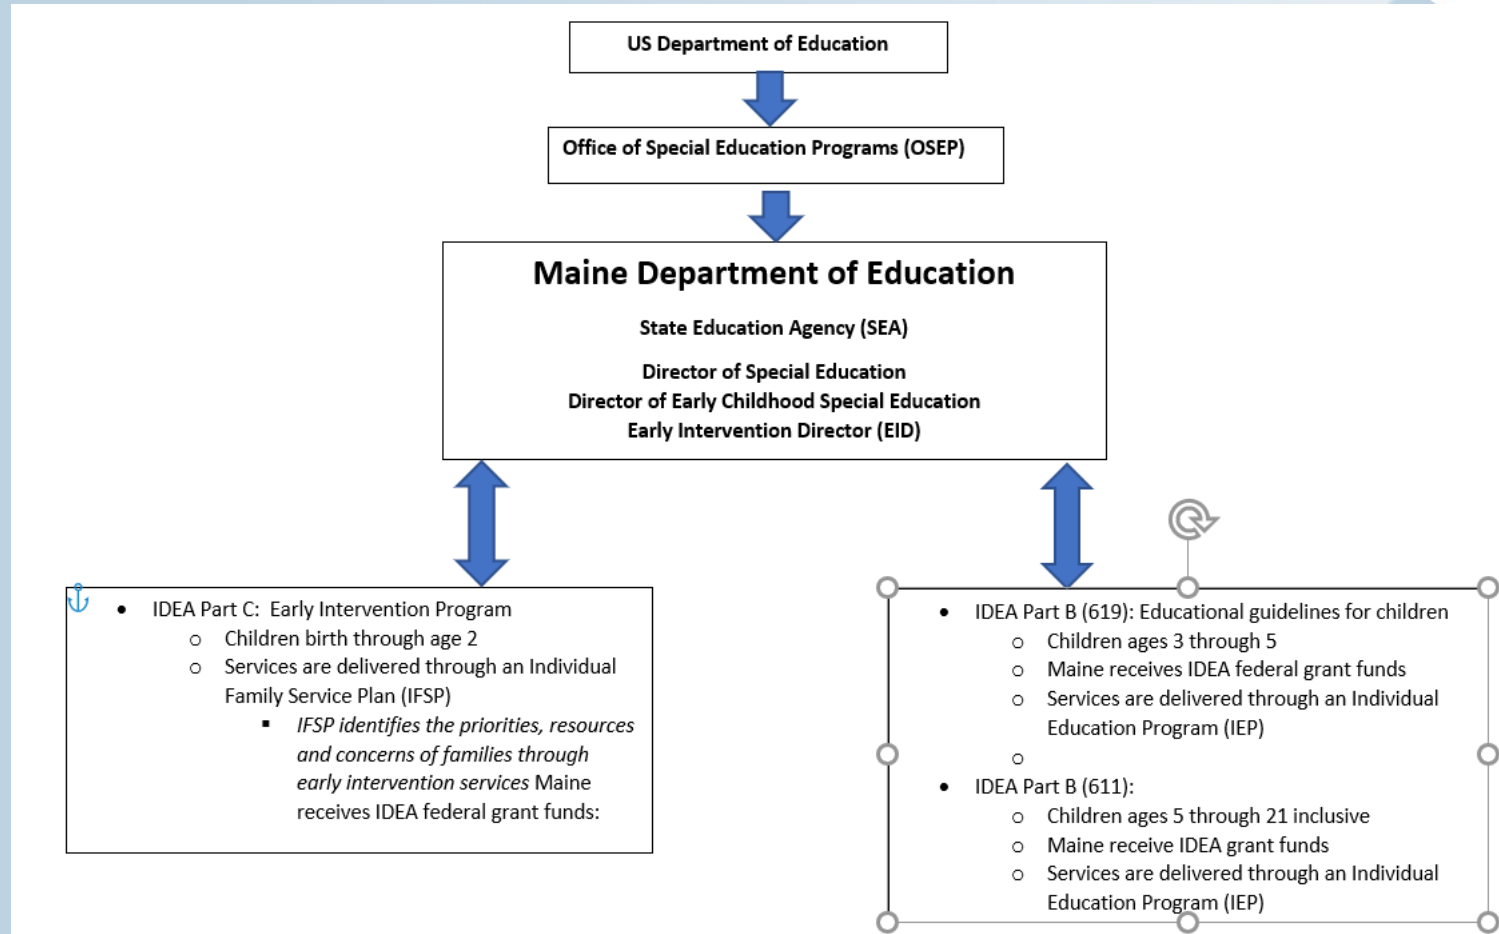 US Department of Education
Office of Special Education Programs (OSEP)
Maine Department of Education
State Education Agency (SEA)
Director of Special Education
Director of Early Childhood Special Education
Early Intervention Director (EID)
• IDEA Part C:  Early Intervention Program
o Children birth through age 2
o Services are delivered through an Individual
Family Service Plan (IFSP)
▪ IFSP identifies the priorities, resources
and concerns of families through
early intervention services Maine
receives IDEA federal grant funds:
• IDEA Part B (619): Educational guidelines for children
o Children ages 3 through 5
o Maine receives IDEA federal grant funds
o Services are delivered through an Individual
Education Program (IEP)
o
• IDEA Part B (611):
o Children ages 5 through 21 inclusive
o Maine receive IDEA grant funds
o Services are delivered through an Individual
Education Program (IEP)